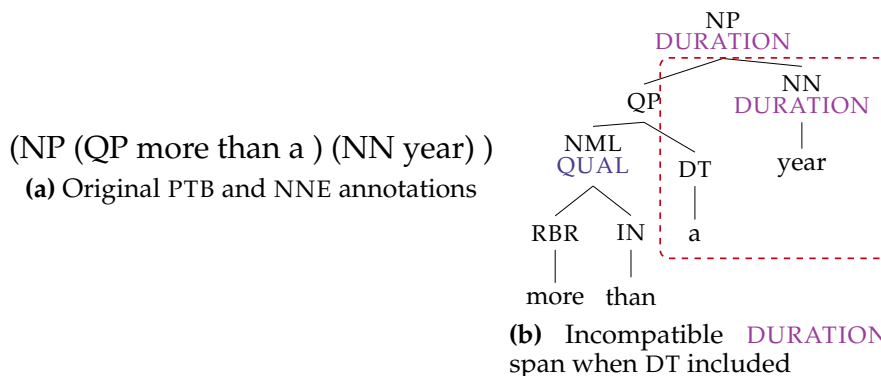 (NP (QP more than a ) (NN year) )
(a) Original PTB and NNE annotations
NP
DURATION
QP
NN
DURATION
NML
QUAL
DT
year
RBR
IN
a
more
than
(b) Incompatible DURATION
span when DT included